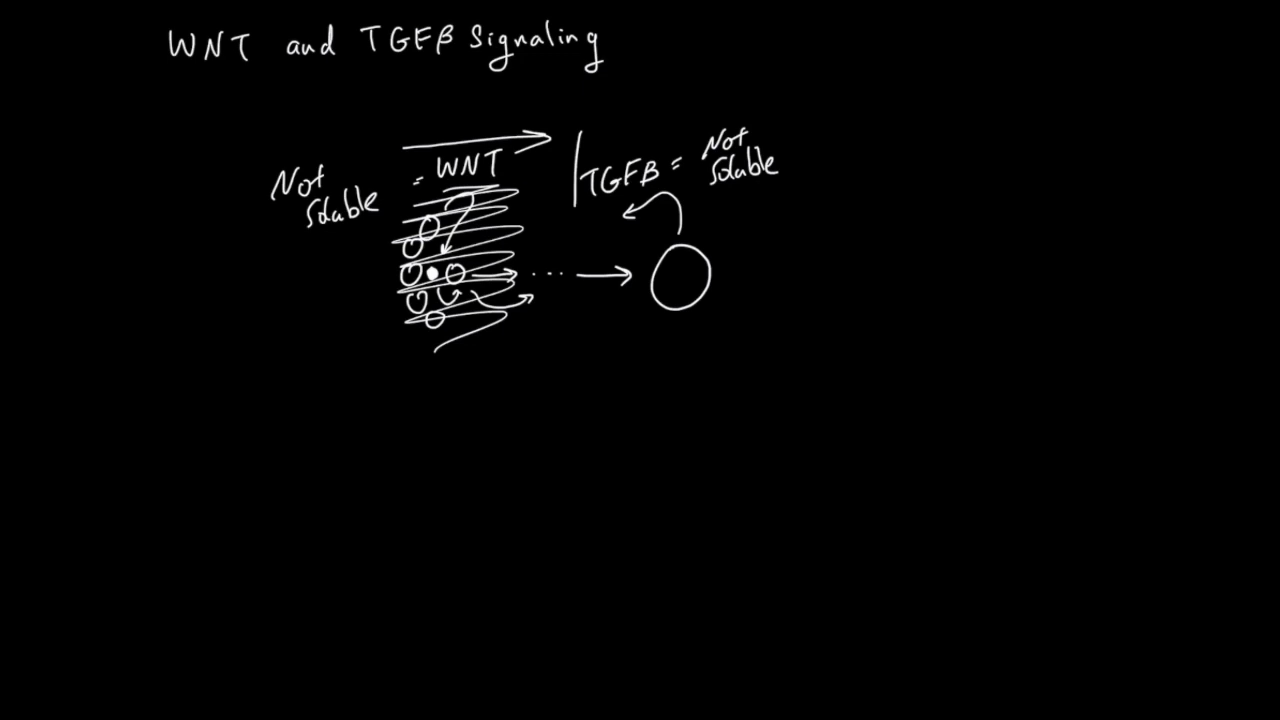 WNT and TGFβ Signaling
Not
Soluble = WNT
TGFβ = Not
Soluble